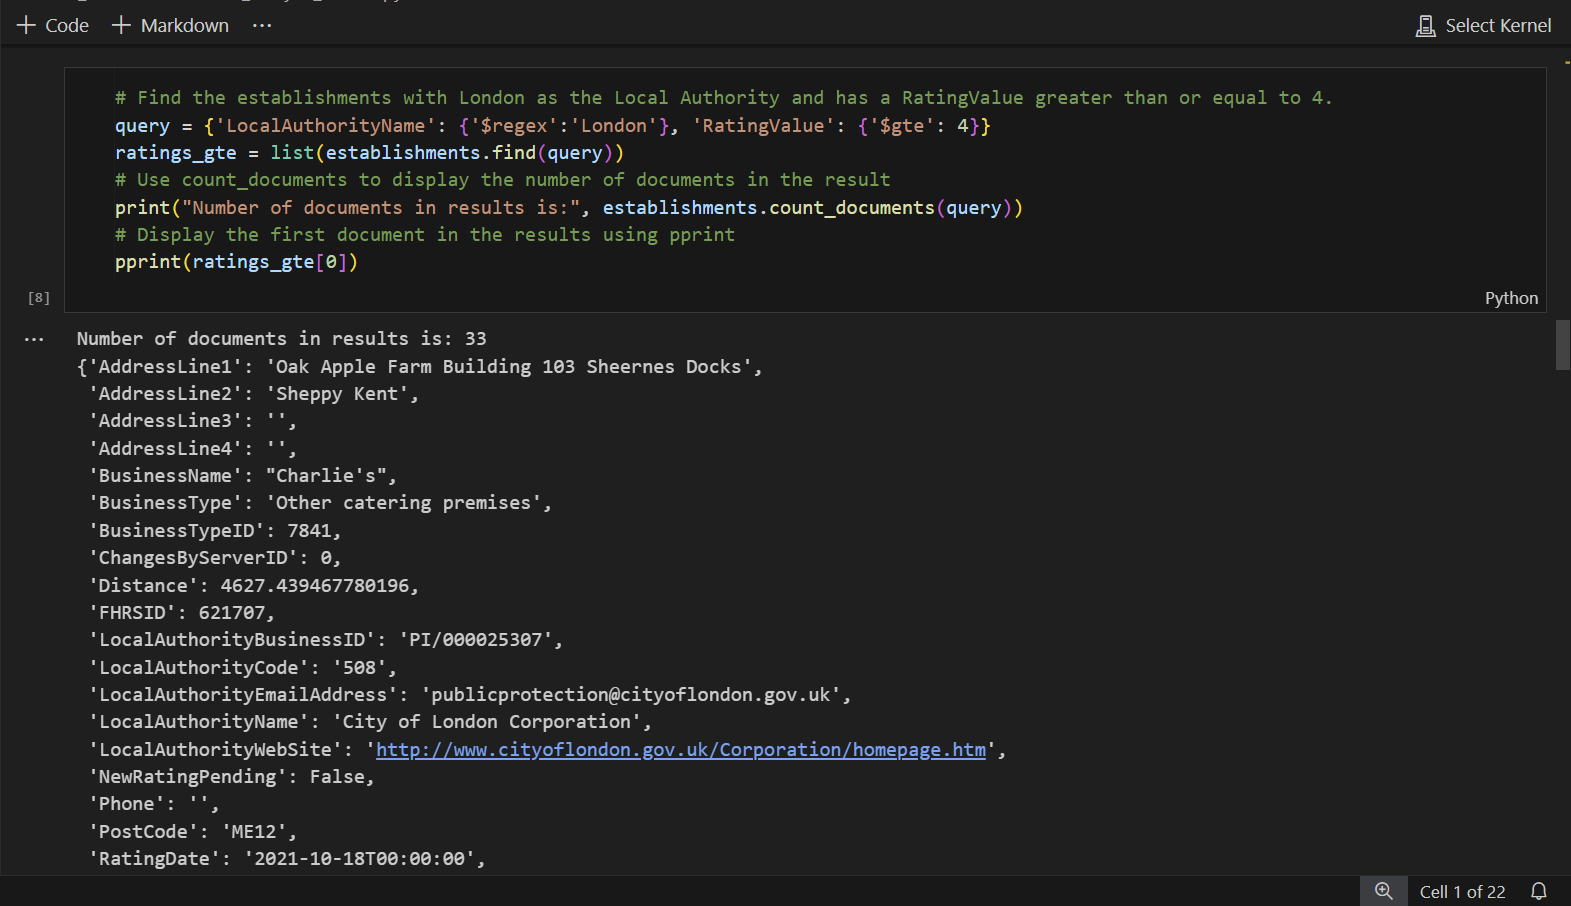 Code Markdown ··· Select Kernel
# Find the establishments with London as the Local Authority and has a RatingValue greater than or equal to 4.
query = {'LocalAuthorityName': {'$regex':'London'}, 'RatingValue': {'$gte': 4}}
ratings_gte = list(establishments.find(query))
# Use count_documents to display the number of documents in the result
print("Number of documents in results is:", establishments.count_documents(query))
# Display the first document in the results using pprint
pprint(ratings_gte[0])
[8] Python
··· Number of documents in results is: 33
{'AddressLine1': 'Oak Apple Farm Building 103 Sheernes Docks',
'AddressLine2': 'Sheppy Kent',
'AddressLine3': '',
'AddressLine4': '',
'BusinessName': "Charlie's",
'BusinessType': 'Other catering premises',
'BusinessTypeID': 7841,
'ChangesByServerID': 0,
'Distance': 4627.439467780196,
'FHRSID': 621707,
'LocalAuthorityBusinessID': 'PI/000025307',
'LocalAuthorityCode': '508',
'LocalAuthorityEmailAddress': 'publicprotection@cityoflondon.gov.uk',
'LocalAuthorityName': 'City of London Corporation',
'LocalAuthorityWebSite': 'http://www.cityoflondon.gov.uk/Corporation/homepage.htm',
'NewRatingPending': False,
'Phone': '',
'PostCode': 'ME12',
'RatingDate': '2021-10-18T00:00:00',
Cell 1 of 22